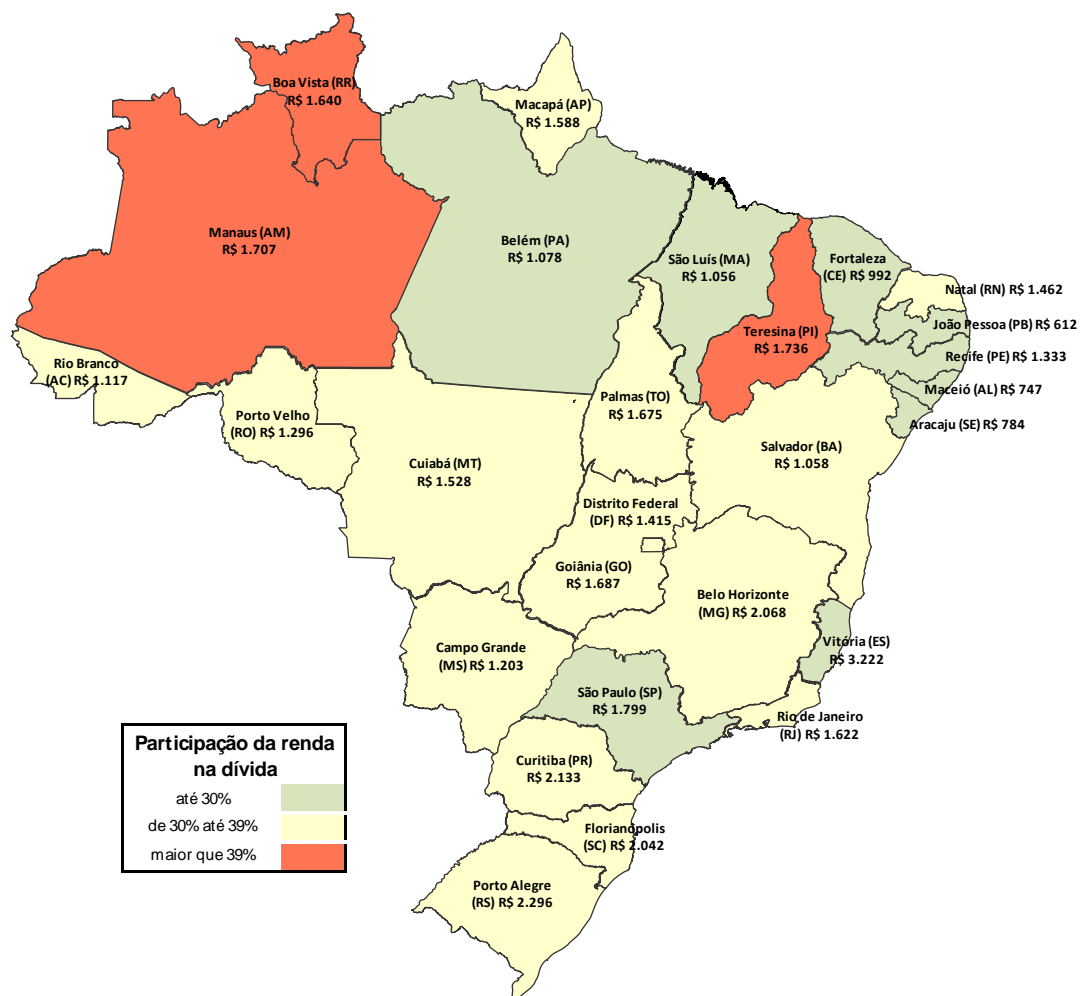 Boa Vista (RR)
R$ 1.640
Macapá (AP)
R$ 1.588
Manaus (AM)
R$ 1.707
Belém (PA)
R$ 1.078
São Luís (MA)
R$ 1.056
Fortaleza
(CE) R$ 992
Natal (RN) R$ 1.462
João Pessoa (PB) R$ 612
Teresina (PI)
R$ 1.736
Recife (PE) R$ 1.333
Rio Branco
(AC) R$ 1.117
Maceió (AL) R$ 747
Palmas (TO)
R$ 1.675
Porto Velho
(RO) R$ 1.296
Aracaju (SE) R$ 784
Salvador (BA)
R$ 1.058
Cuiabá (MT)
R$ 1.528
Distrito Federal
(DF) R$ 1.415
Goiânia (GO)
R$ 1.687
Belo Horizonte
(MG) R$ 2.068
Campo Grande
(MS) R$ 1.203
Vitória (ES)
R$ 3.222
São Paulo (SP)
R$ 1.799
Rio de Janeiro
(RJ) R$ 1.622
Curitiba (PR)
R$ 2.133
Florianópolis
(SC) R$ 2.042
Porto Alegre
(RS) R$ 2.296
Participação da renda
na dívida
até 30%
de 30% até 39%
maior que 39%